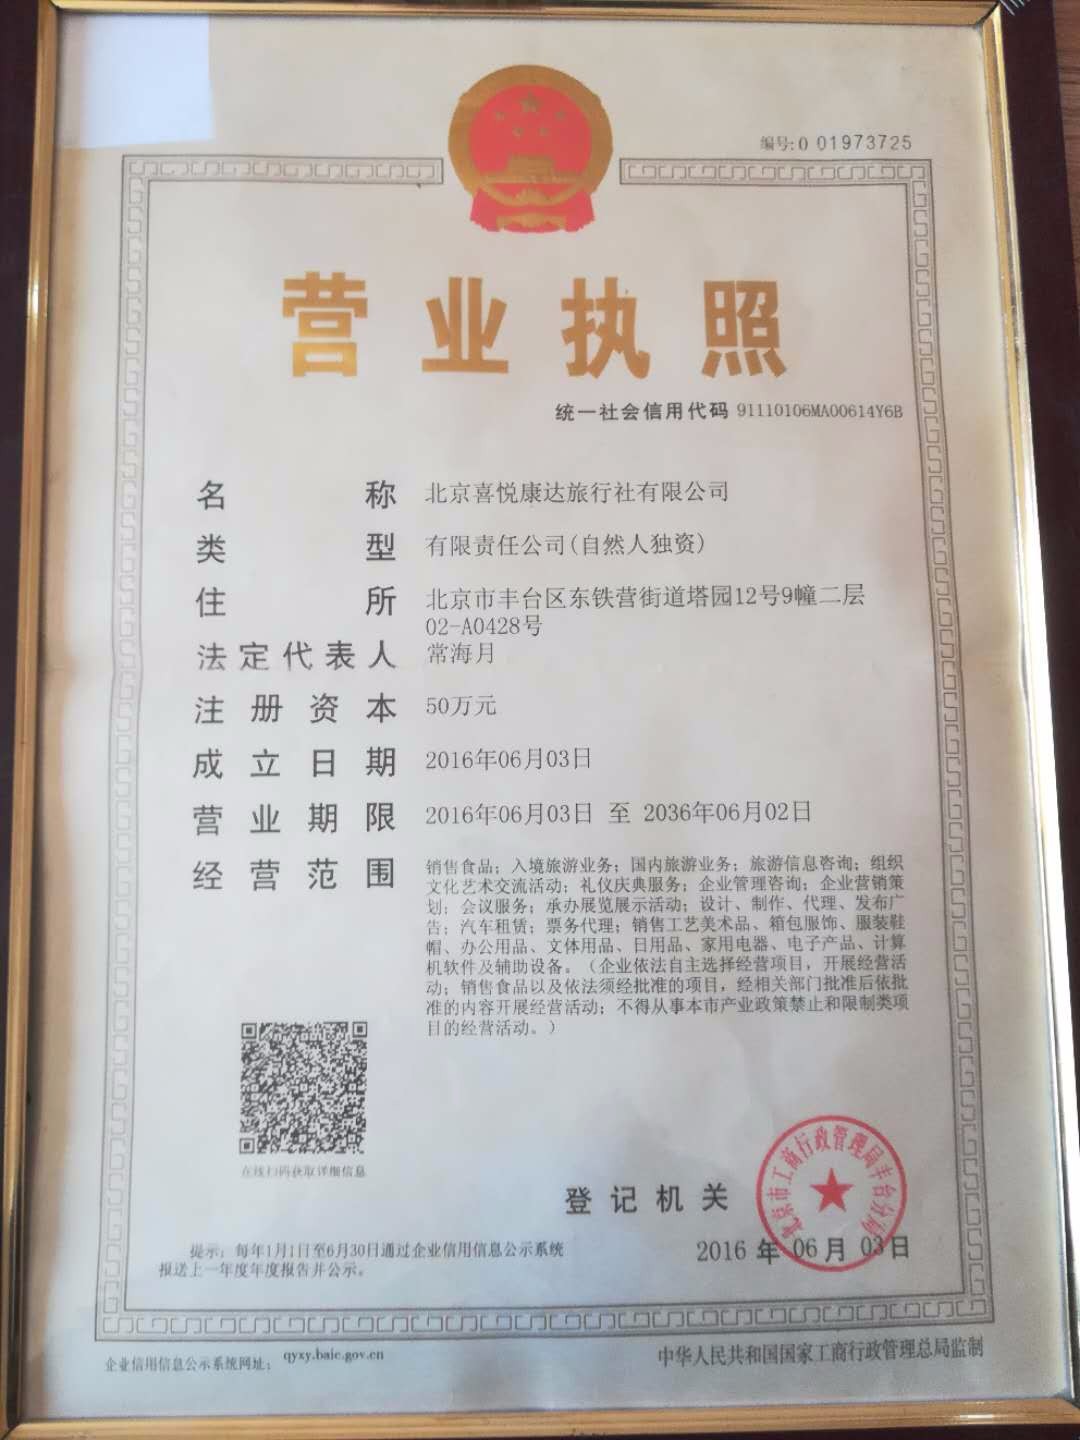 编号:0 01973725
营业执照
统一社会信用代码 91110106MA00614Y6B
名称 北京喜悦康达旅行社有限公司
类型 有限责任公司(自然人独资)
住所 北京市丰台区东铁营街道塔园12号9幢二层
02-A0428号
法定代表人 常海月
注册资本 50万元
成立日期 2016年06月03日
营业期限 2016年06月03日 至 2036年06月02日
经营范围 销售食品；入境旅游业务；国内旅游业务；旅游信息咨询；组织
文化艺术交流活动；礼仪庆典服务；企业管理咨询；企业营销策
划；会议服务；承办展览展示活动；设计、制作、代理、发布广
告；汽车租赁；票务代理；销售工艺美术品、箱包服饰、服装鞋
帽、办公用品、文体用品、日用品、家用电器、电子产品、计算
机软件及辅助设备。（企业依法自主选择经营项目，开展经营活
动；销售食品以及依法须经批准的项目，经相关部门批准后依批
准的内容开展经营活动；不得从事本市产业政策禁止和限制类项
目的经营活动。）
在线扫码获取详细信息
登记机关
北京市工商行政管理局丰台分局
2016 年 06 月 03 日
提示：每年1月1日至6月30日通过企业信用信息公示系统
报送上一年度年度报告并公示。
企业信用信息公示系统网址： qyxy.baic.gov.cn
中华人民共和国国家工商行政管理总局监制